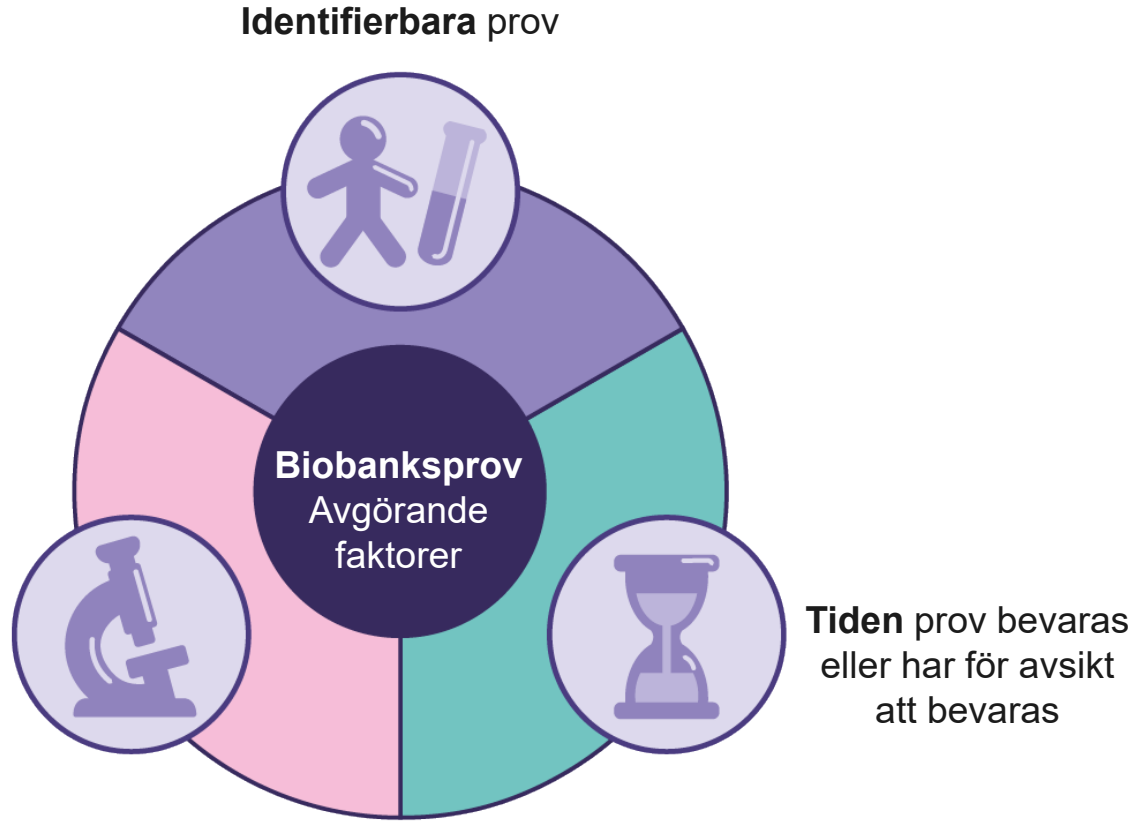 Identifierbara prov
Biobanksprov
Avgörande
faktorer
Tiden prov bevaras
eller har för avsikt
att bevaras